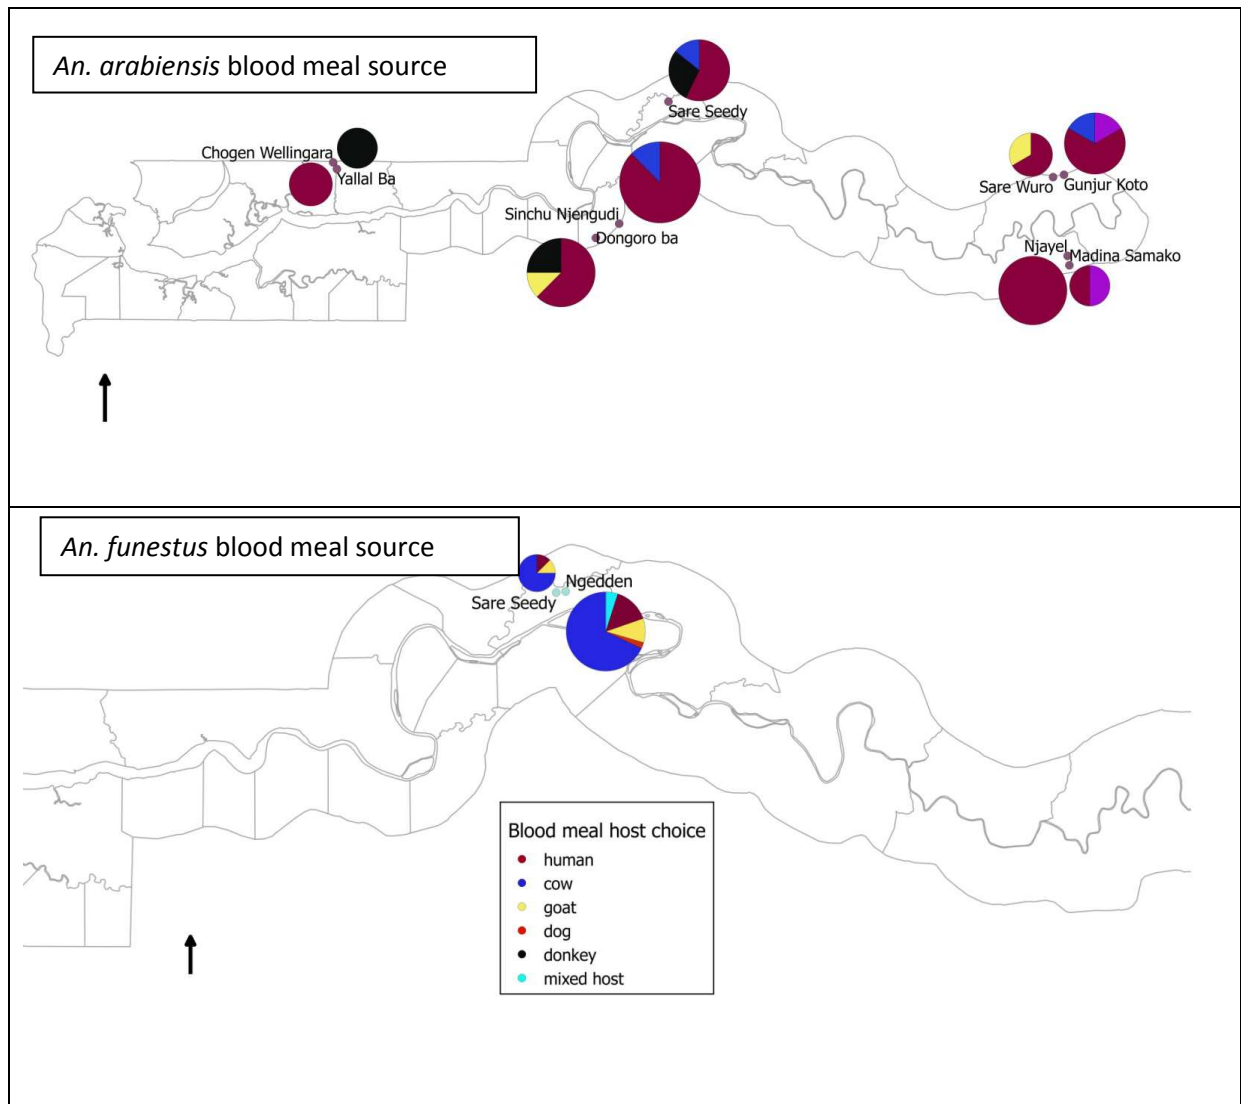 An. arabiensis blood meal source
Sare Seedy
Chogen Wellingara
Yallal Ba
Sare Wuro
Gunjur Koto
Sinchu Njengudi
Dongoro ba
Njayel
Madina Samako
An. funestus blood meal source
Ngedden
Sare Seedy
Blood meal host choice
human
cow
goat
dog
donkey
mixed host